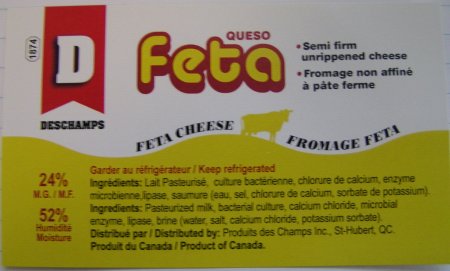 1874
D
DESCHAMPS
QUESO
Feta
• Semi firm
unrippened cheese
• Fromage non affiné
à pâte ferme
FETA CHEESE
FROMAGE FETA
24%
M.G. / M.F.
52%
Humidité
Moisture
Garder au réfrigérateur / Keep refrigerated
Ingrédients: Lait Pasteurisé, culture bactérienne, chlorure de calcium, enzyme
microbienne,lipase, saumure (eau, sel, chlorure de calcium, sorbate de potassium).
Ingredients: Pasteurized milk, bacterial culture, calcium chloride, microbial
enzyme, lipase, brine (water, salt, calcium chloride, potassium sorbate).
Distribué par / Distributed by: Produits des Champs Inc., St-Hubert, QC.
Produit du Canada / Product of Canada.